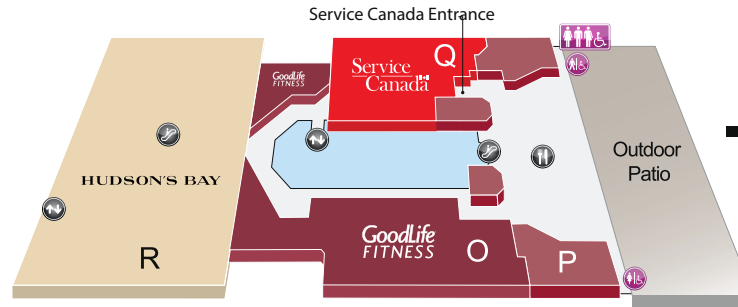 Service Canada Entrance
GoodLife
FITNESS
Service
Canada
Q
Outdoor
Patio
HUDSON'S BAY
R
GoodLife
FITNESS
O
P